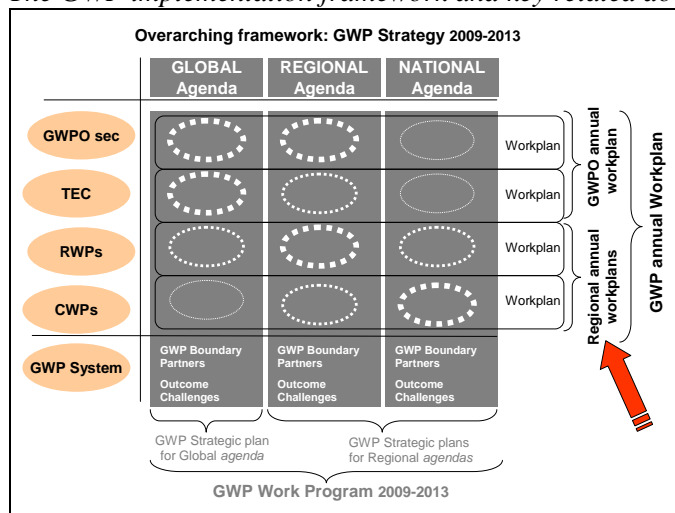 Overarching framework: GWP Strategy 2009-2013
GLOBAL
Agenda
REGIONAL
Agenda
NATIONAL
Agenda
GWPO sec
Workplan
TEC
Workplan
RWPs
Workplan
CWPs
Workplan
GWPO annual
workplan
Regional annual
workplans
GWP annual Workplan
GWP System
GWP Boundary
Partners
Outcome
Challenges
GWP Boundary
Partners
Outcome
Challenges
GWP Boundary
Partners
Outcome
Challenges
GWP Strategic plan
for Global agenda
GWP Strategic plans
for Regional agendas
GWP Work Program 2009-2013